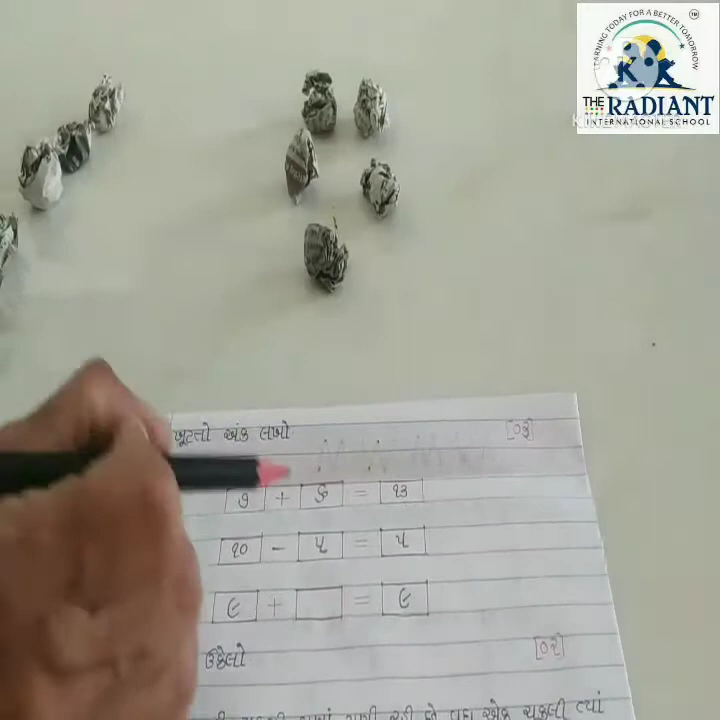 LEARNING TODAY FOR A BETTER TOMORROW
TM
THE RADIANT
INTERNATIONAL SCHOOL
ખૂટતો અંક લખો [૦૩]
૭ + ૬ = ૧૩
૧૦ - ૫ = ૫
૯ + = ૯
ઉકેલો [૦૨]